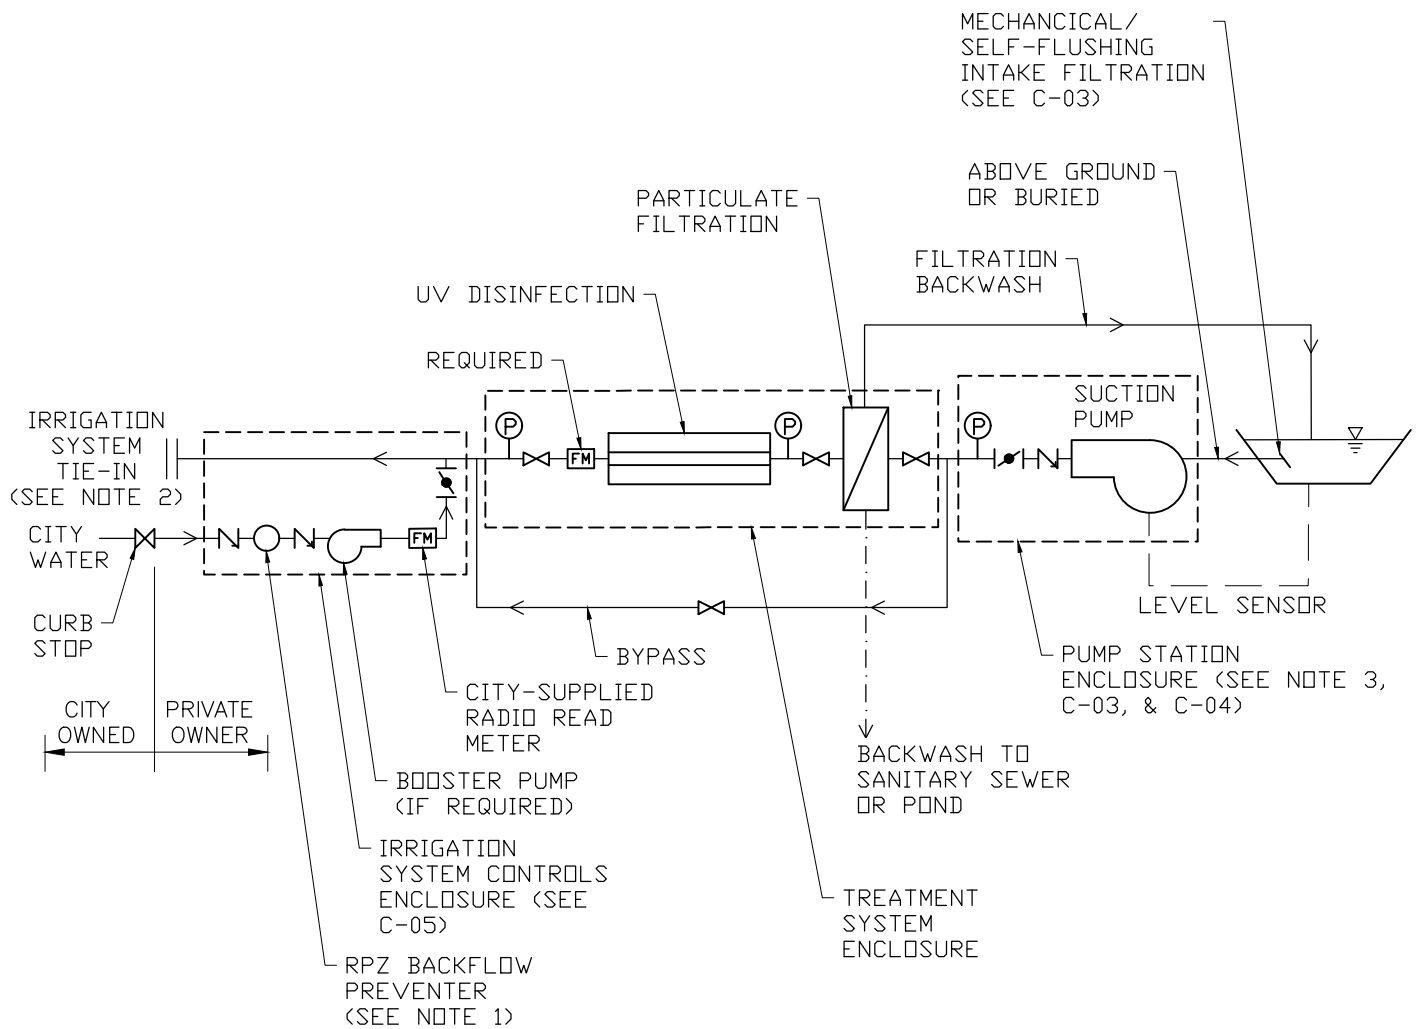 MECHANCICAL/
SELF-FLUSHING
INTAKE FILTRATION
(SEE C-03)
ABOVE GROUND
OR BURIED
PARTICULATE
FILTRATION
FILTRATION
BACKWASH
UV DISINFECTION
REQUIRED
SUCTION
PUMP
IRRIGATION
SYSTEM
TIE-IN
(SEE NOTE 2)
P
P
P
FM
CITY
WATER
FM
CURB
STOP
LEVEL SENSOR
BYPASS
PUMP STATION
ENCLOSURE (SEE NOTE 3,
C-03, & C-04)
CITY
OWNED
PRIVATE
OWNER
CITY-SUPPLIED
RADIO READ
METER
BACKWASH TO
SANITARY SEWER
OR POND
BOOSTER PUMP
(IF REQUIRED)
IRRIGATION
SYSTEM CONTROLS
ENCLOSURE (SEE
C-05)
TREATMENT
SYSTEM
ENCLOSURE
RPZ BACKFLOW
PREVENTER
(SEE NOTE 1)